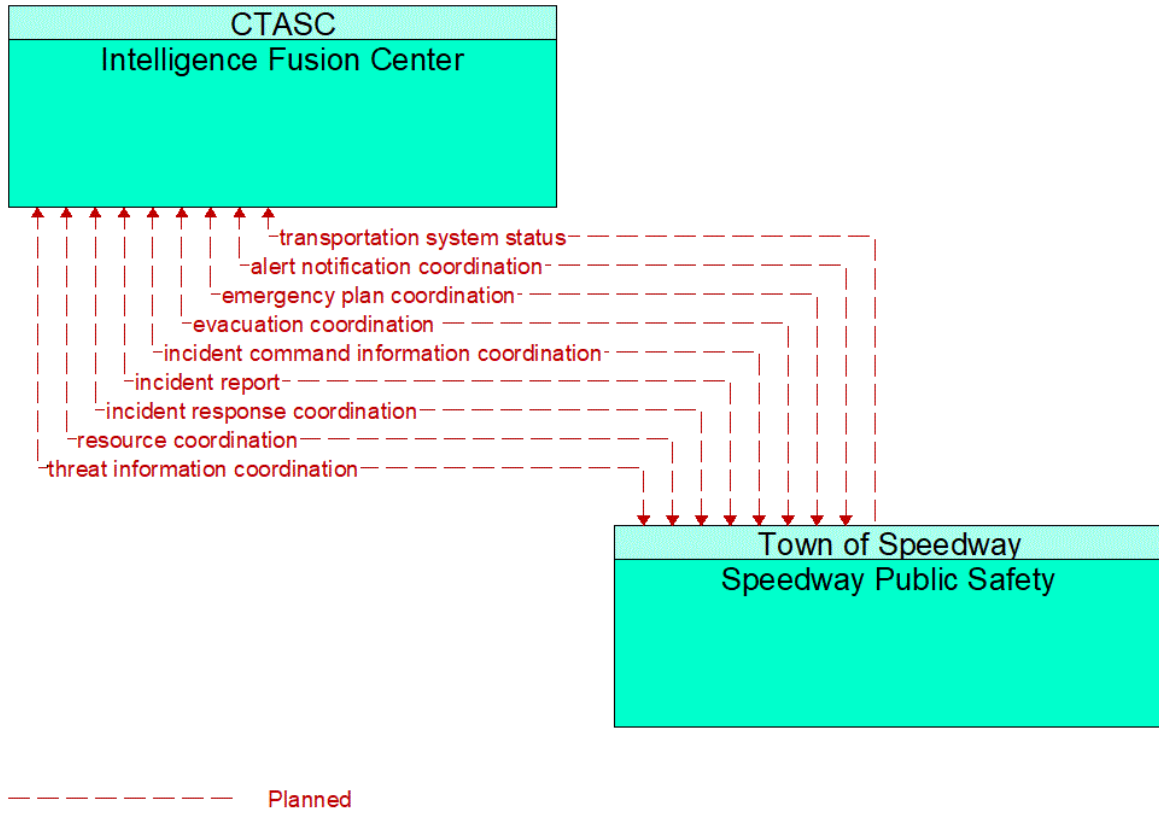 CTASC
Intelligence Fusion Center
transportation system status
alert notification coordination
emergency plan coordination
evacuation coordination
incident command information coordination
incident report
incident response coordination
resource coordination
threat information coordination
Town of Speedway
Speedway Public Safety
Planned